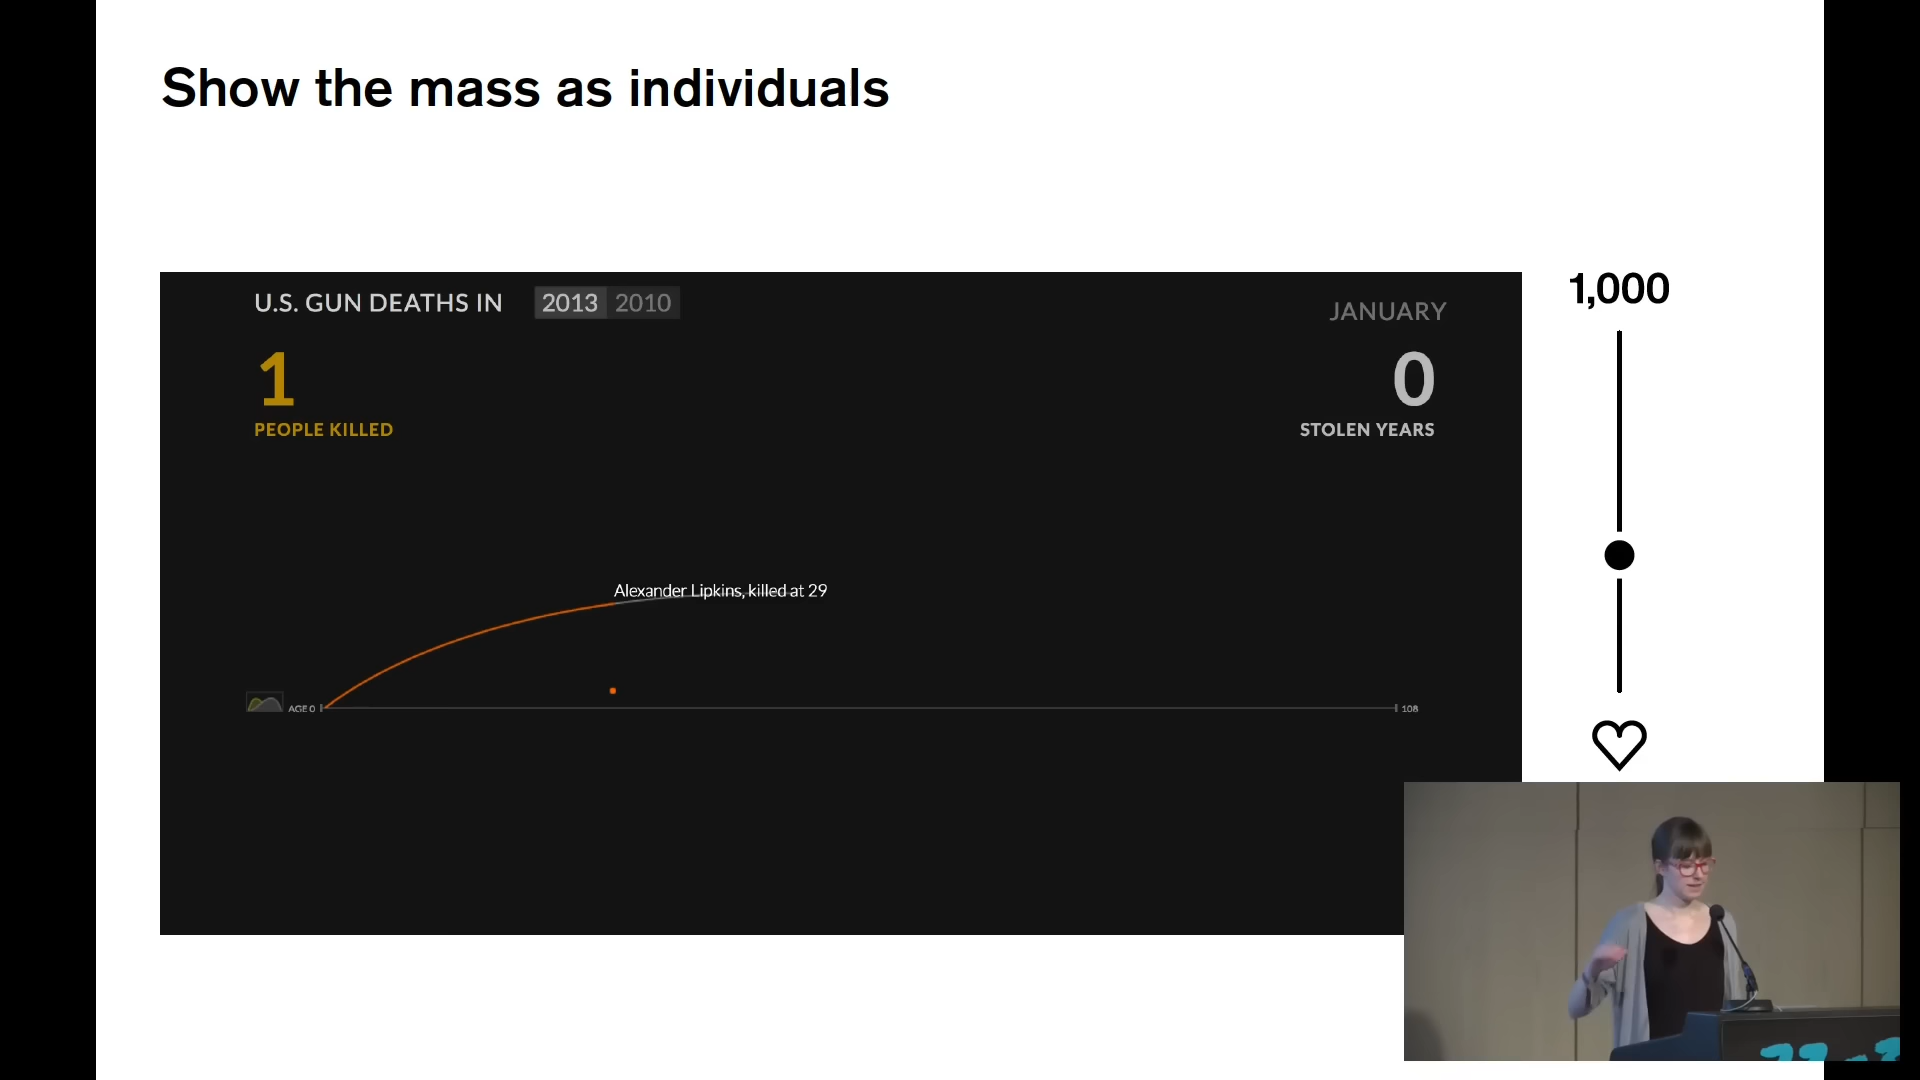 Show the mass as individuals
U.S. GUN DEATHS IN 2013 2010
JANUARY
1
PEOPLE KILLED
0
STOLEN YEARS
Alexander Lipkins, killed at 29
AGE 0
108
1,000